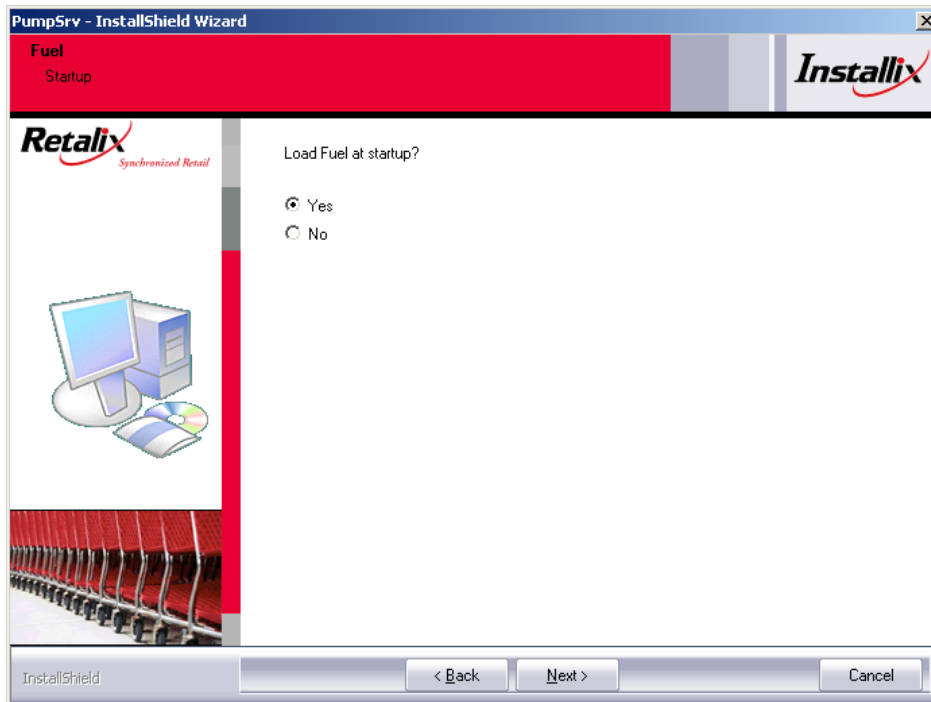 PumpSrv - InstallShield Wizard
Fuel
Startup
Installix
Retalix
Synchronized Retail
Load Fuel at startup?
Yes
No
InstallShield
< Back
Next >
Cancel